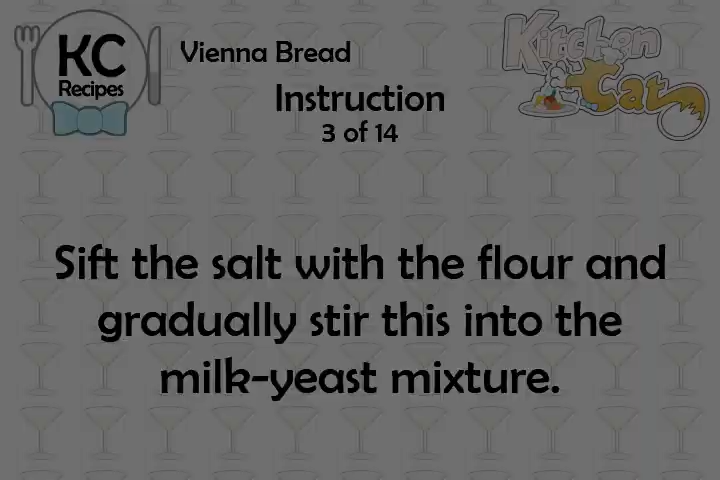 KC
Recipes
Vienna Bread
Kitchen
Cat
Instruction
3 of 14
Sift the salt with the flour and
gradually stir this into the
milk-yeast mixture.